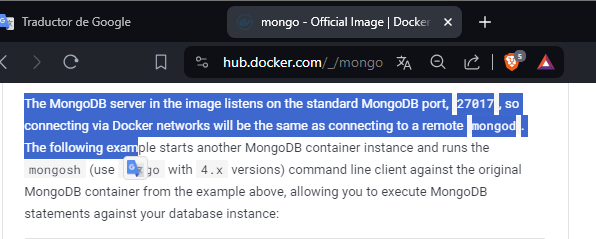 Traductor de Google
mongo - Official Image | Docker
hub.docker.com/_/mongo
5
The MongoDB server in the image listens on the standard MongoDB port, 27017, so
connecting via Docker networks will be the same as connecting to a remote mongod.
The following example starts another MongoDB container instance and runs the
mongosh (use go with 4.x versions) command line client against the original
MongoDB container from the example above, allowing you to execute MongoDB
statements against your database instance: